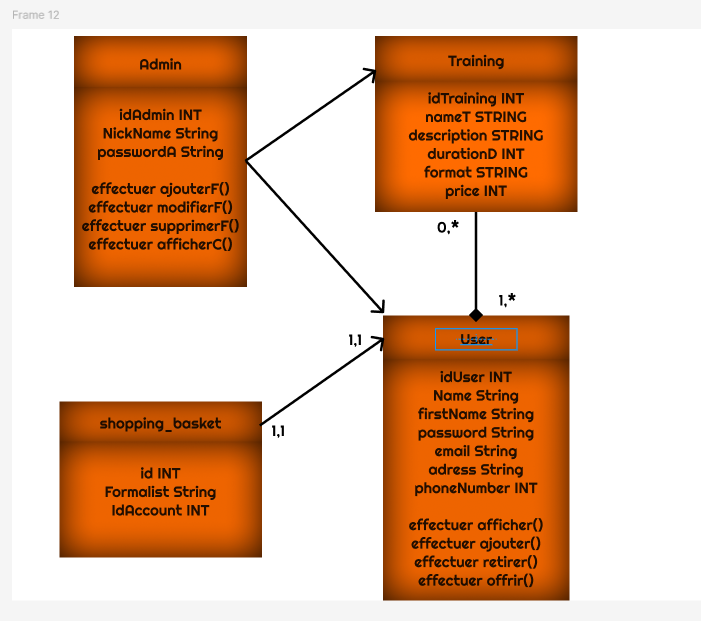 Frame 12
Admin
idAdmin INT
NickName String
passwordA String
effectuer ajouterF()
effectuer modifierF()
effectuer supprimerF()
effectuer afficherC()
Training
idTraining INT
nameT STRING
description STRING
durationD INT
format STRING
price INT
0,*
1,*
User
idUser INT
Name String
firstName String
password String
email String
adress String
phoneNumber INT
effectuer afficher()
effectuer ajouter()
effectuer retirer()
effectuer offrir()
1,1
1,1
shopping_basket
id INT
Formalist String
IdAccount INT